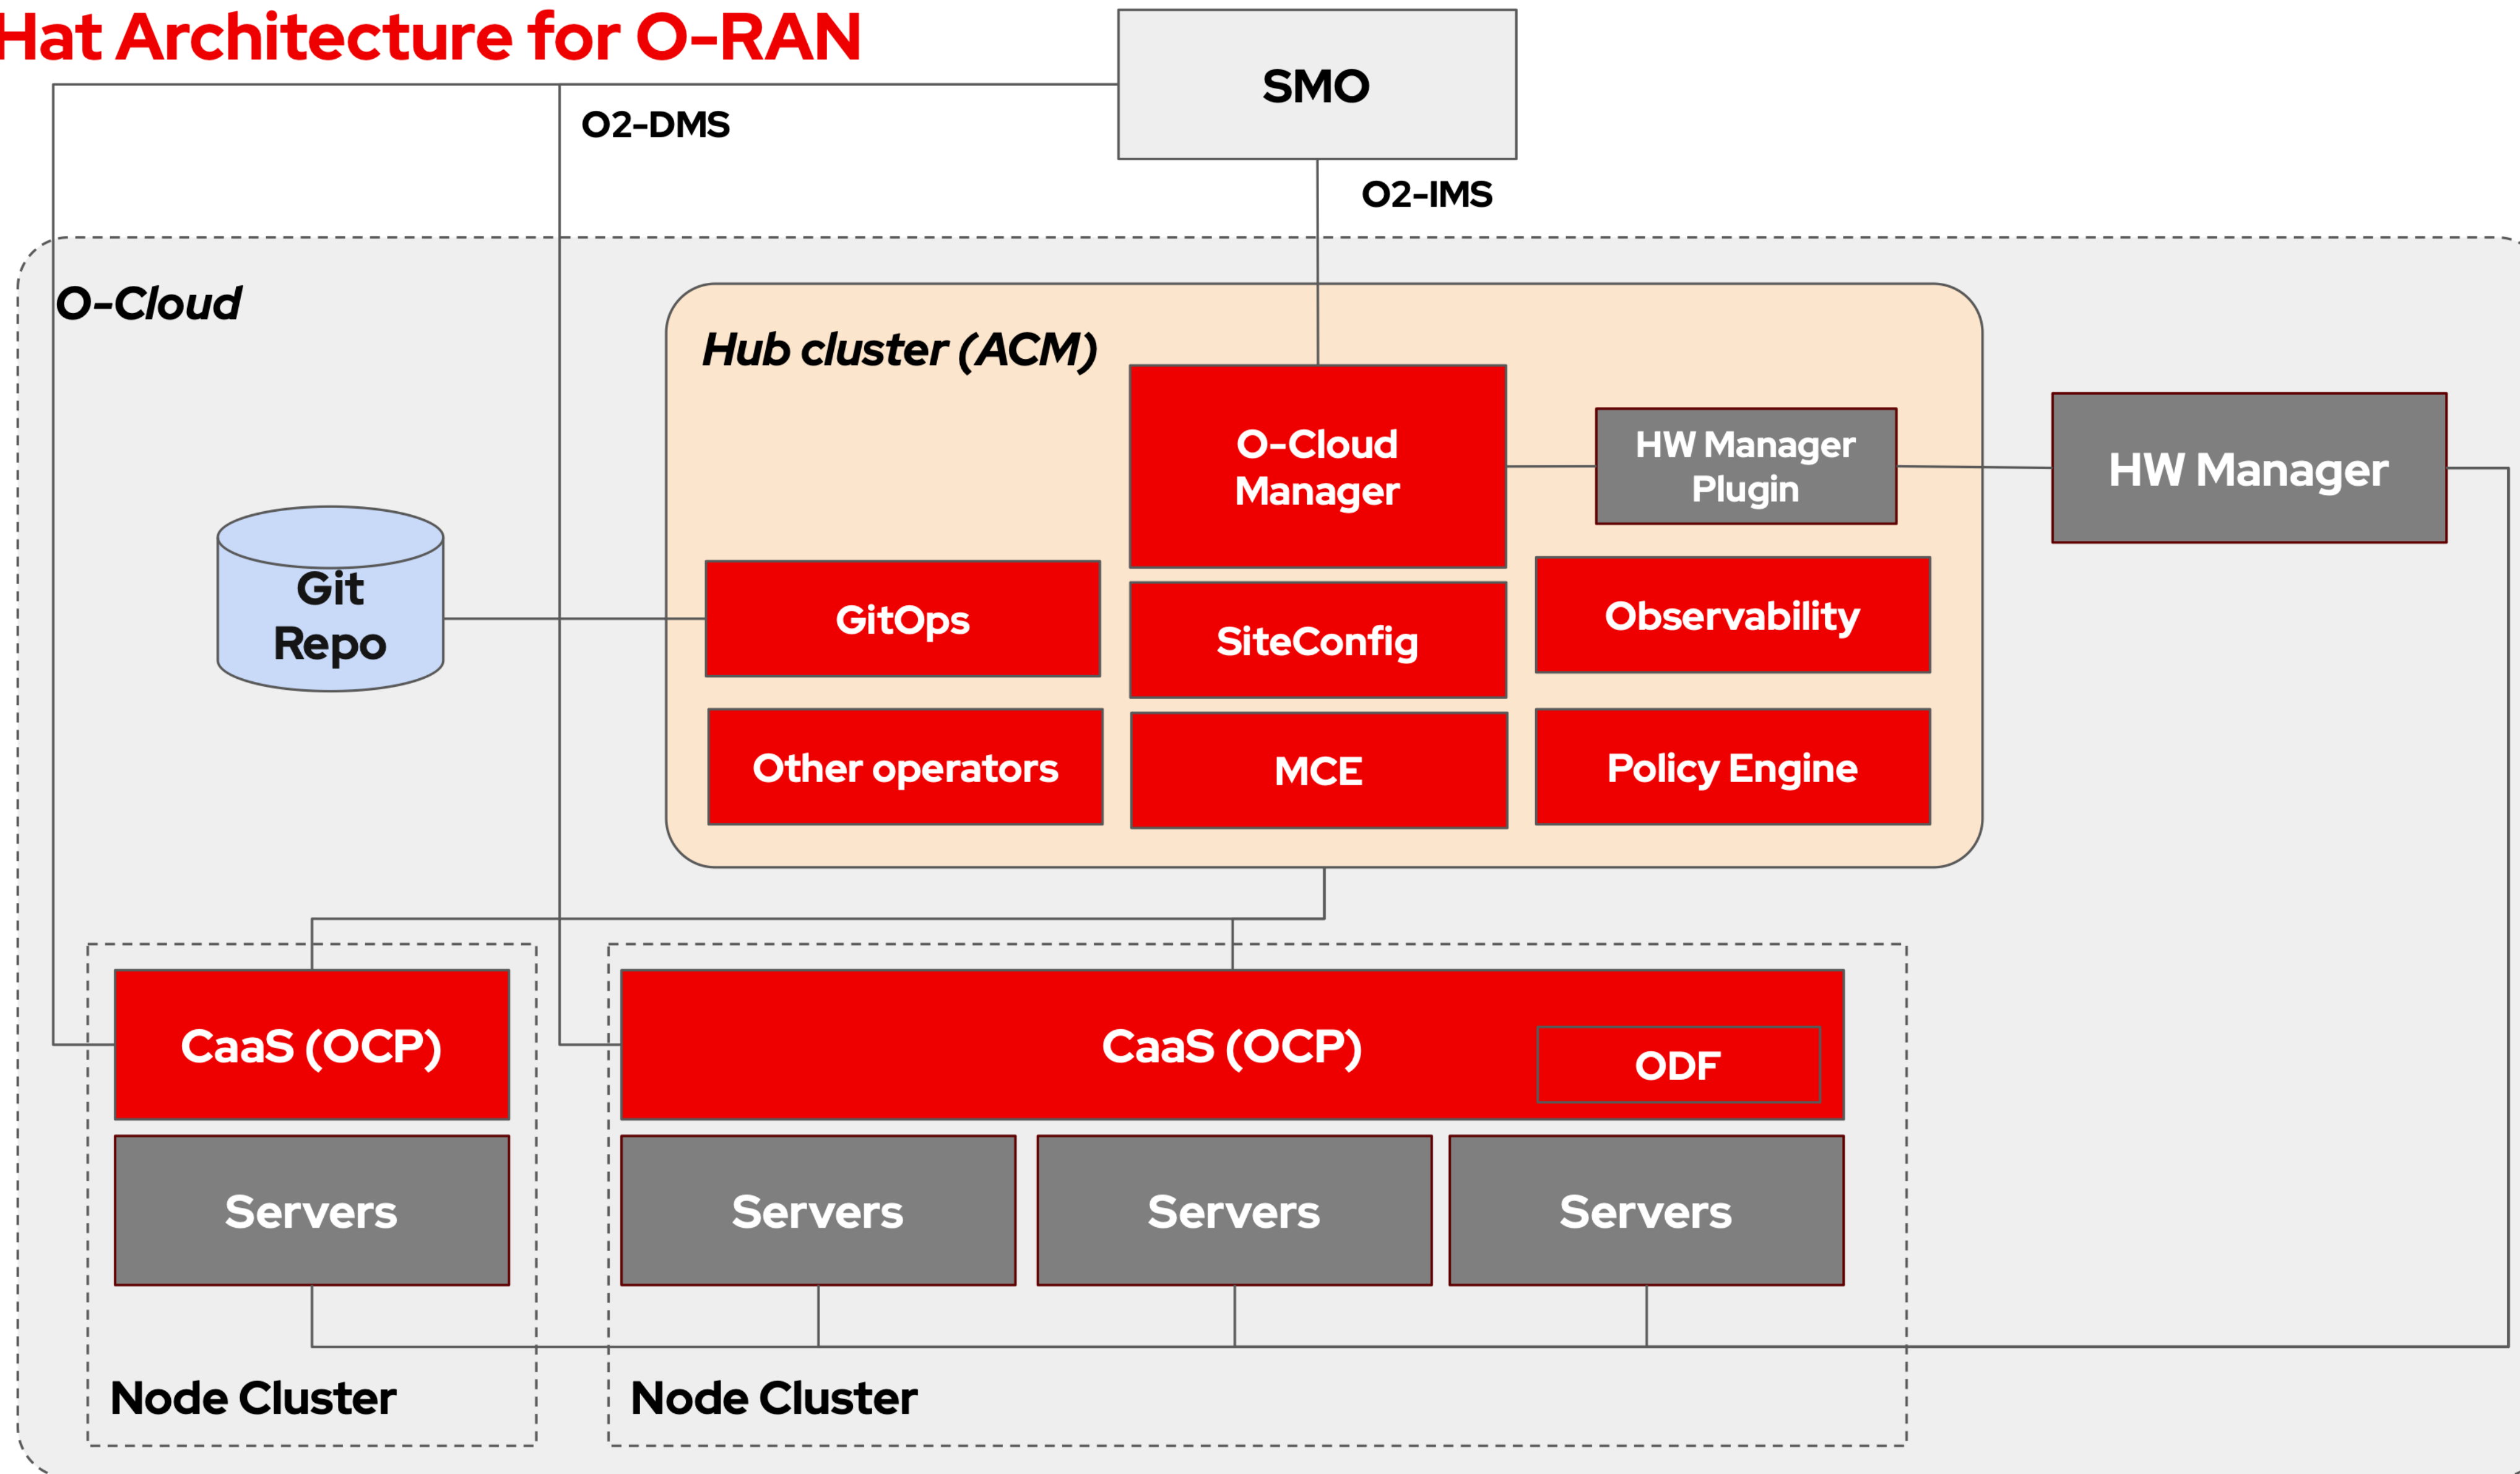 Hat Architecture for O-RAN
SMO
O2-DMS
O2-IMS
O-Cloud
Hub cluster (ACM)
O-Cloud
Manager
HW Manager
Plugin
HW Manager
Git
Repo
GitOps
SiteConfig
Observability
Other operators
MCE
Policy Engine
CaaS (OCP)
CaaS (OCP)
ODF
Servers
Servers
Servers
Servers
Node Cluster
Node Cluster